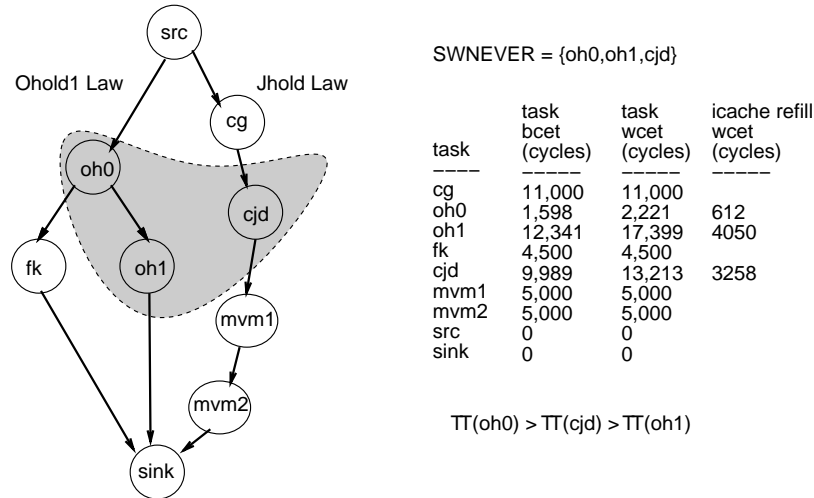 src
Ohold1 Law
Jhold Law
cg
oh0
cjd
fk
oh1
mvm1
mvm2
sink
SWNEVER = {oh0,oh1,cjd}
task task icache refill
bcet wcet wcet
task (cycles) (cycles) (cycles)
−−−− −−−−− −−−−− −−−−−
cg 11,000 11,000
oh0 1,598 2,221 612
oh1 12,341 17,399 4050
fk 4,500 4,500
cjd 9,989 13,213 3258
mvm1 5,000 5,000
mvm2 5,000 5,000
src 0 0
sink 0 0
TT(oh0) > TT(cjd) > TT(oh1)